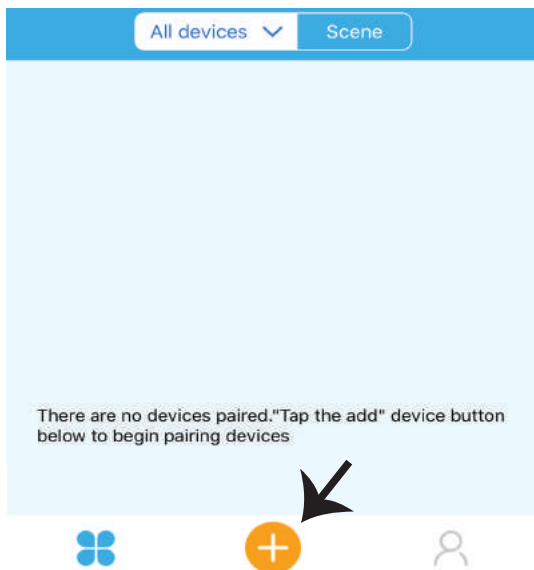 All devices
Scene
There are no devices paired."Tap the add" device button
below to begin pairing devices